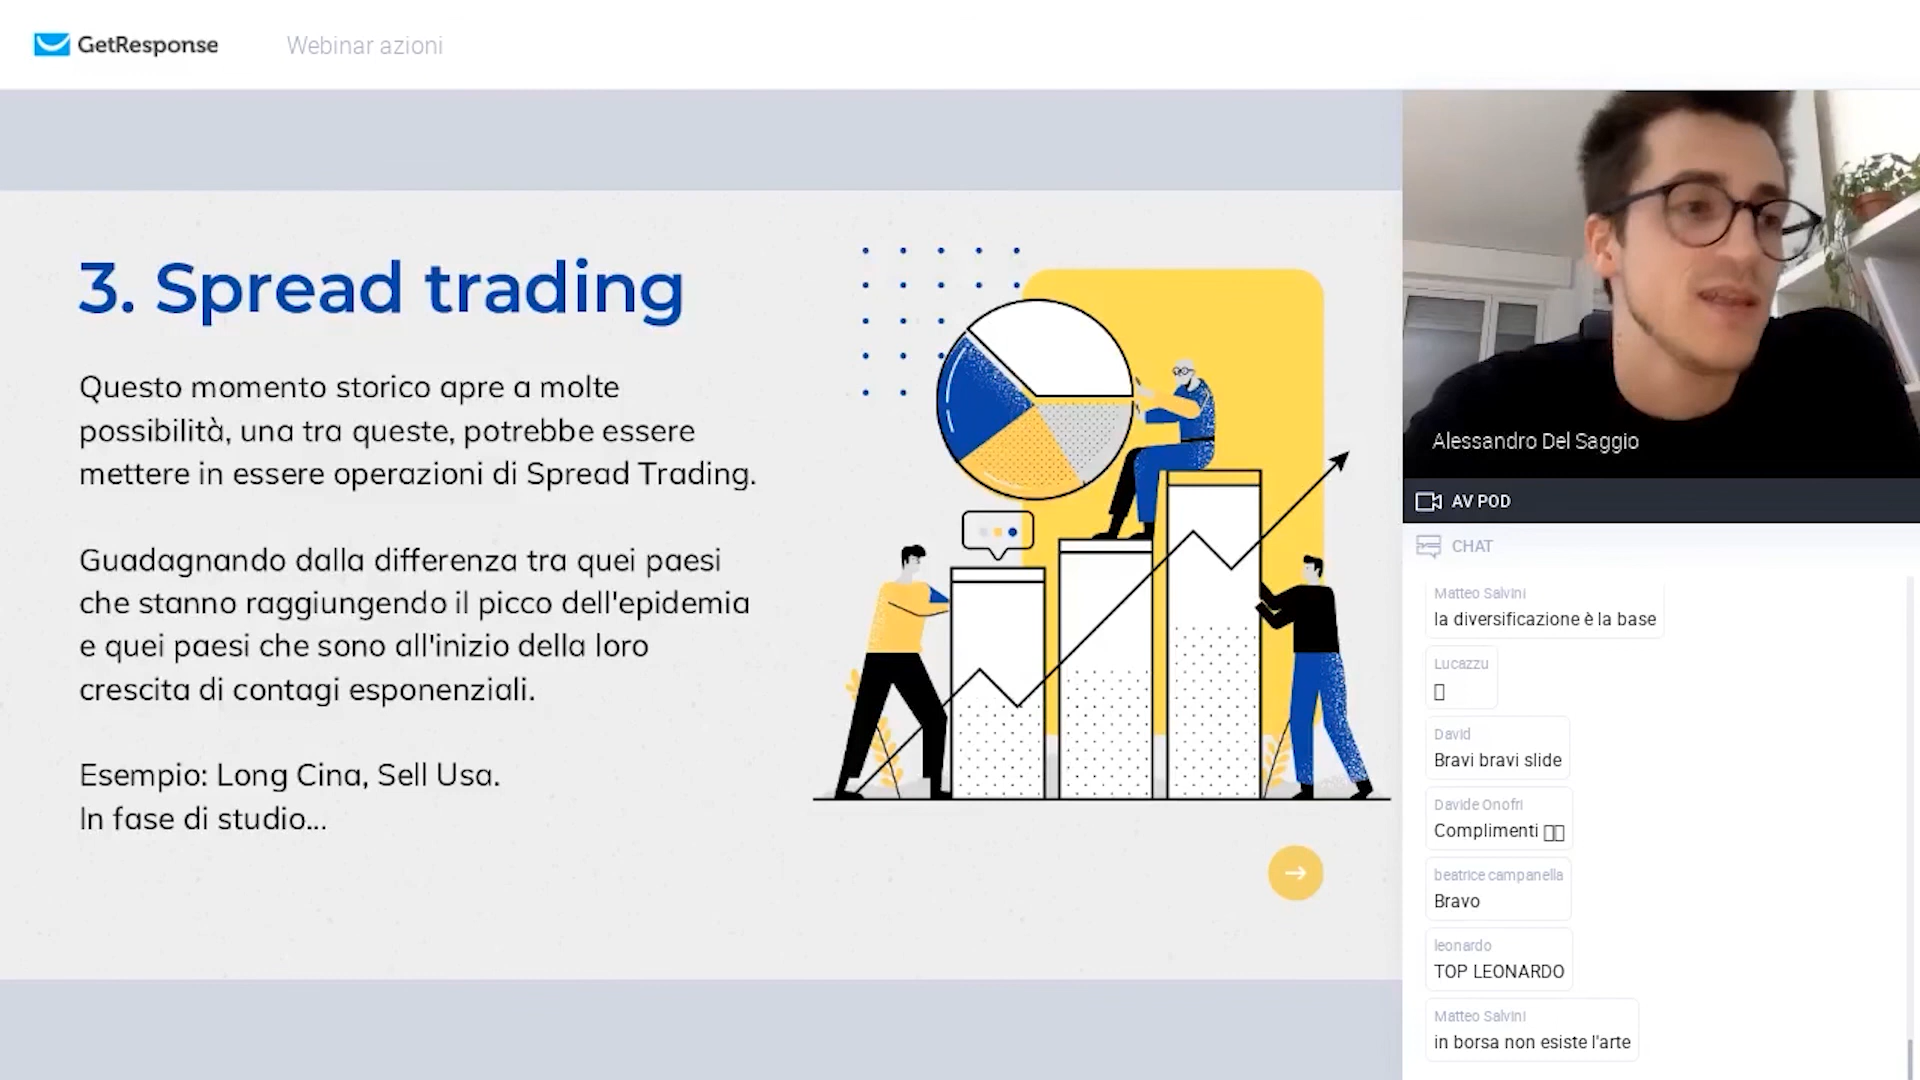 GetResponse
Webinar azioni
3. Spread trading
Questo momento storico apre a molte
possibilità, una tra queste, potrebbe essere
mettere in essere operazioni di Spread Trading.
Guadagnando dalla differenza tra quei paesi
che stanno raggiungendo il picco dell'epidemia
e quei paesi che sono all'inizio della loro
crescita di contagi esponenziali.
Esempio: Long Cina, Sell Usa.
In fase di studio...
Alessandro Del Saggio
AV POD
CHAT
Matteo Salvini
la diversificazione è la base
Lucazzu
David
Bravi bravi slide
Davide Onofri
Complimenti
beatrice campanella
Bravo
leonardo
TOP LEONARDO
Matteo Salvini
in borsa non esiste l'arte